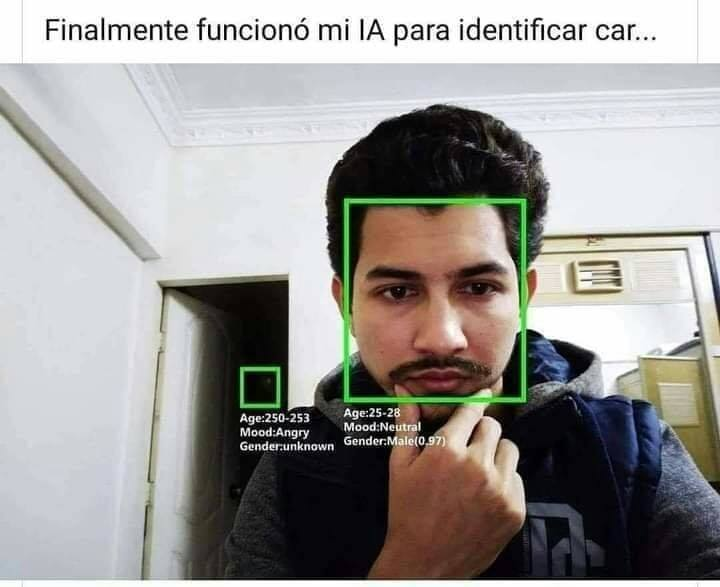 Finalmente funcionó mi IA para identificar car...
Age:250-253
Mood:Angry
Gender:unknown
Age:25-28
Mood:Neutral
Gender:Male(0.97)